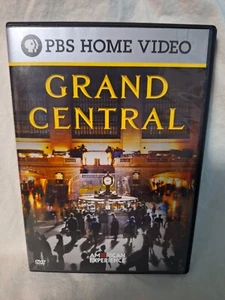 PBS HOME VIDEO
GRAND
CENTRAL
AMERICAN
EXPERIENCE
DVD